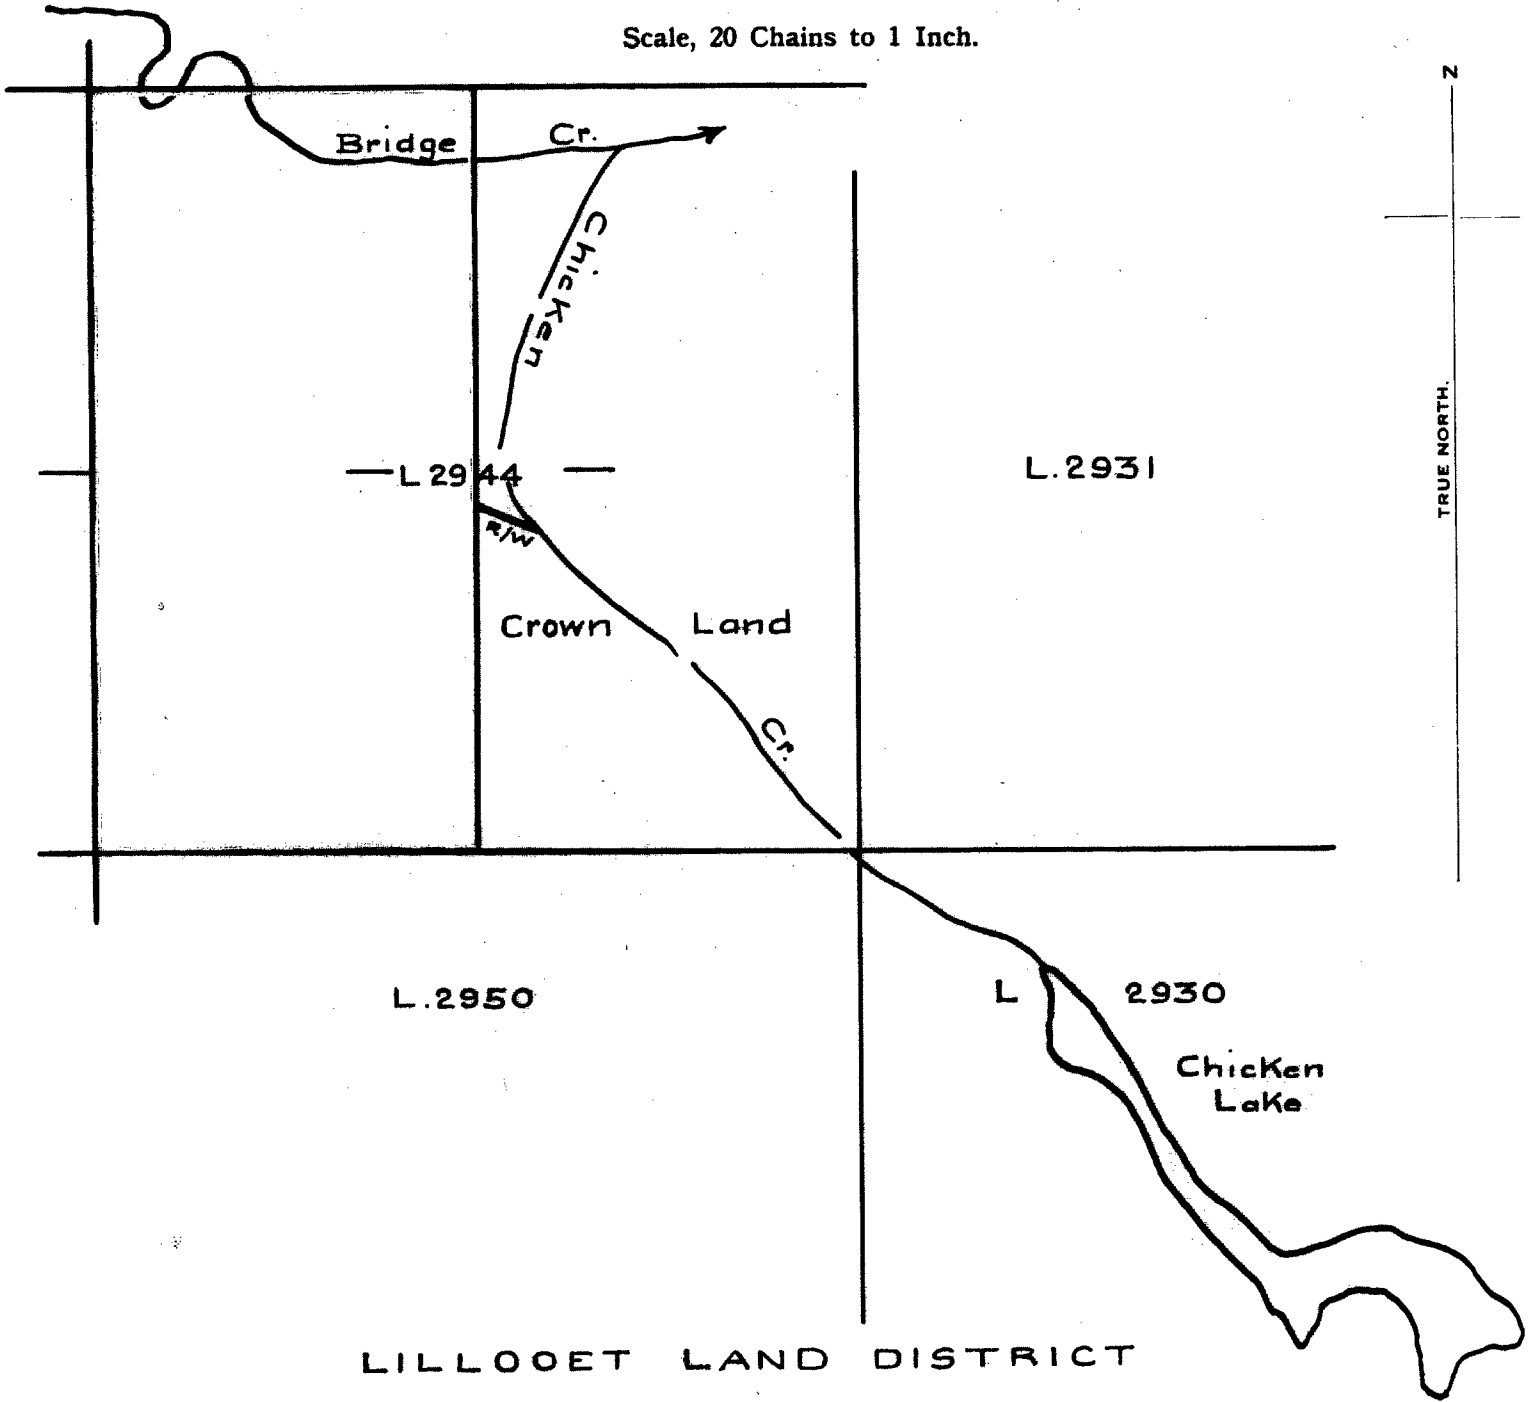 Scale, 20 Chains to 1 Inch.
N
Bridge Cr.
Chicken
L 2944
L.2931
TRUE NORTH.
R/W
Crown Land
Cr.
L.2950
L 2930
Chicken
Lake
LILLOOET LAND DISTRICT